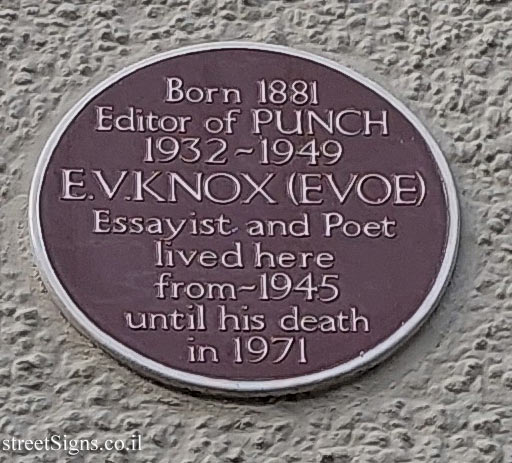 Born 1881
Editor of PUNCH
1932~1949
E.V.KNOX (EVOE)
Essayist and Poet
lived here
from~1945
until his death
in 1971
streetSigns.co.il